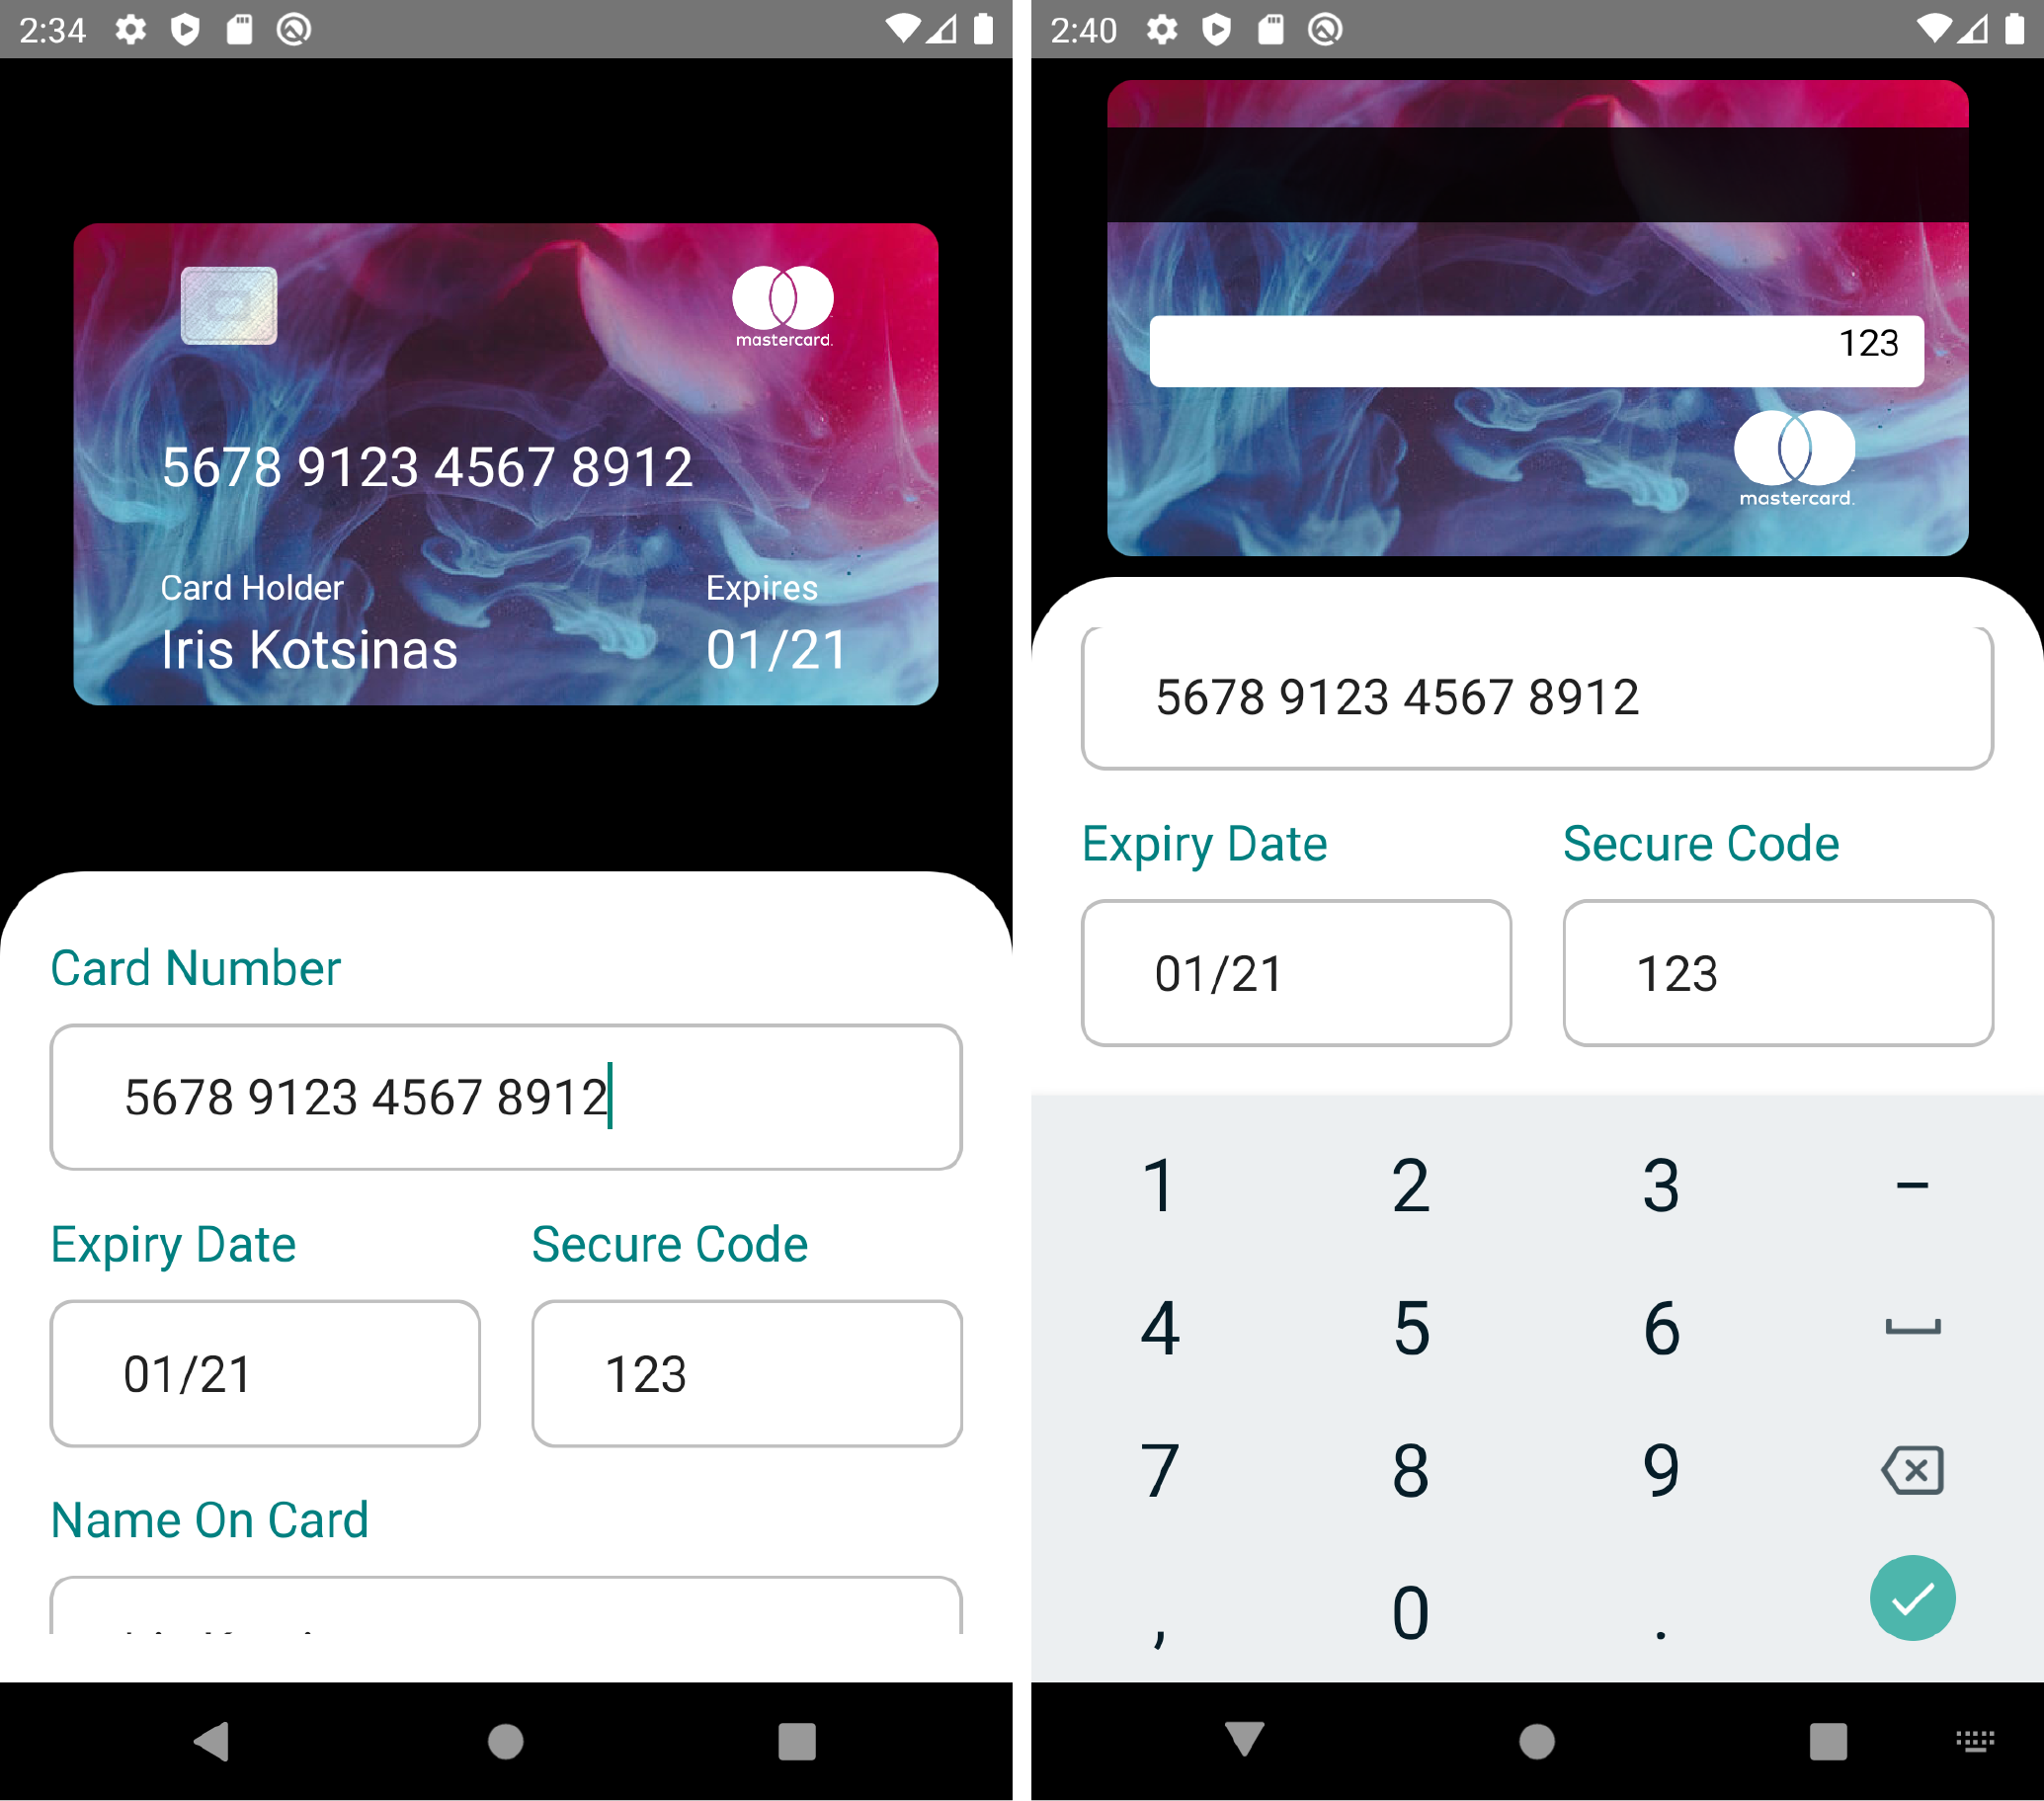 2:34
mastercard.
5678 9123 4567 8912
Card Holder
Expires
Iris Kotsinas
01/21
Card Number
5678 9123 4567 8912
Expiry Date
Secure Code
01/21
123
Name On Card
2:40
123
mastercard.
5678 9123 4567 8912
Expiry Date
Secure Code
01/21
123
1 2 3 –
4 5 6
7 8 9
, 0 .